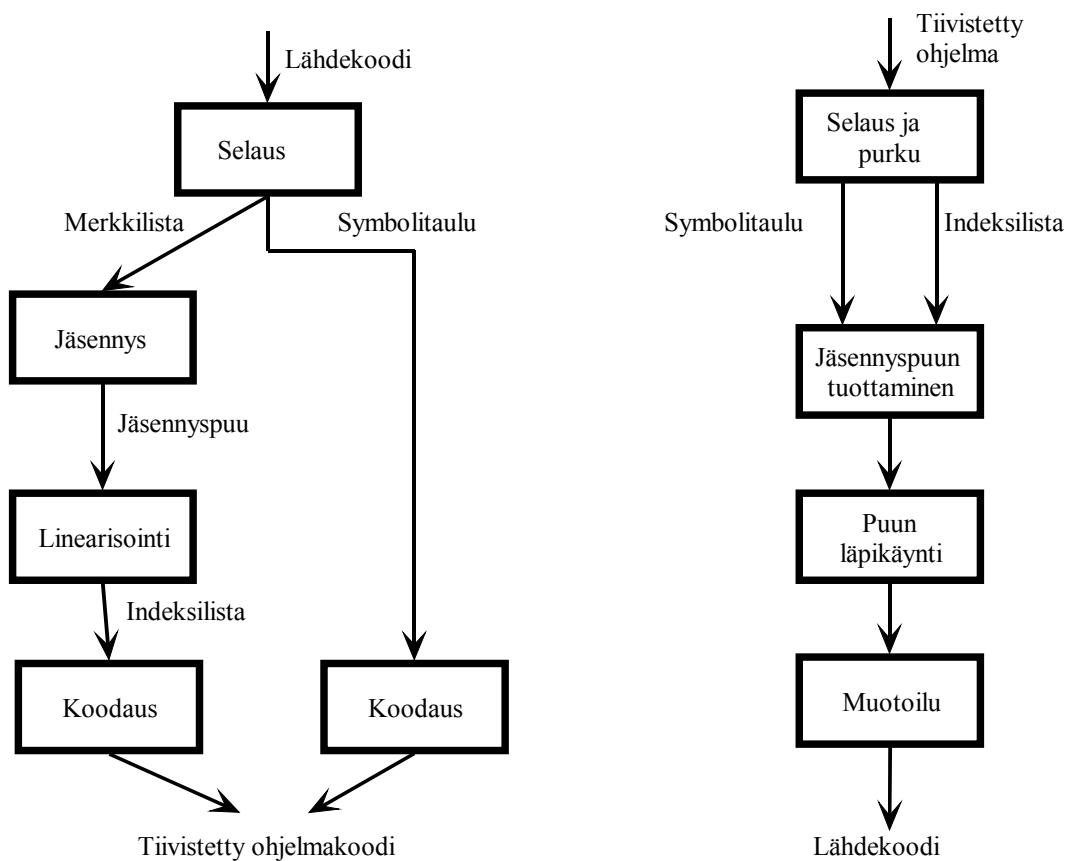 Lähdekoodi
Selaus
Merkkilista
Symbolitaulu
Jäsennys
Jäsennyspuu
Linearisointi
Indeksilista
Koodaus
Koodaus
Tiivistetty ohjelmakoodi
Tiivistetty
ohjelma
Selaus ja
purku
Symbolitaulu
Indeksilista
Jäsennyspuun
tuottaminen
Puun
läpikäynti
Muotoilu
Lähdekoodi